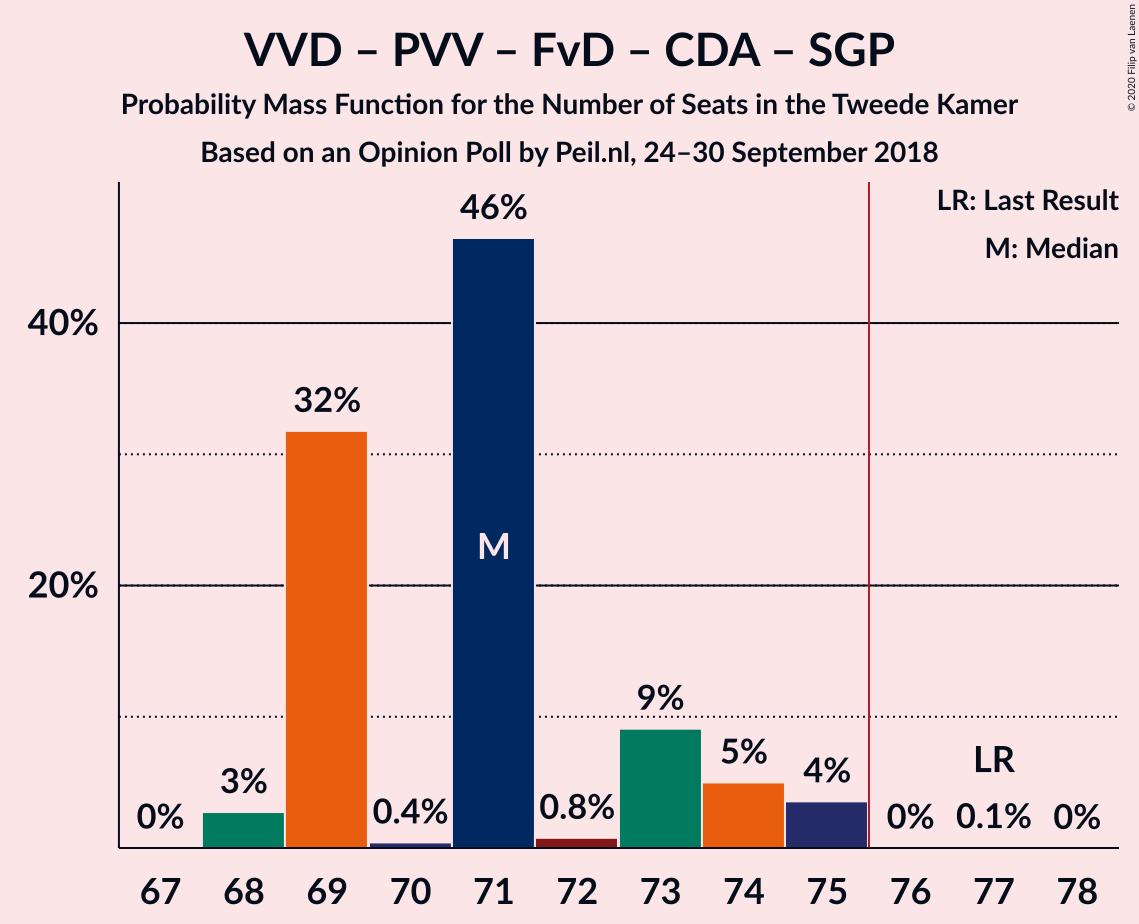 VVD – PVV – FvD – CDA – SGP
Probability Mass Function for the Number of Seats in the Tweede Kamer
Based on an Opinion Poll by Peil.nl, 24–30 September 2018
© 2020 Filip van Laenen
LR: Last Result
M: Median
40%
20%
0%
3%
32%
0.4%
46%
M
0.8%
9%
5%
4%
0%
LR
0.1%
0%
67 68 69 70 71 72 73 74 75 76 77 78